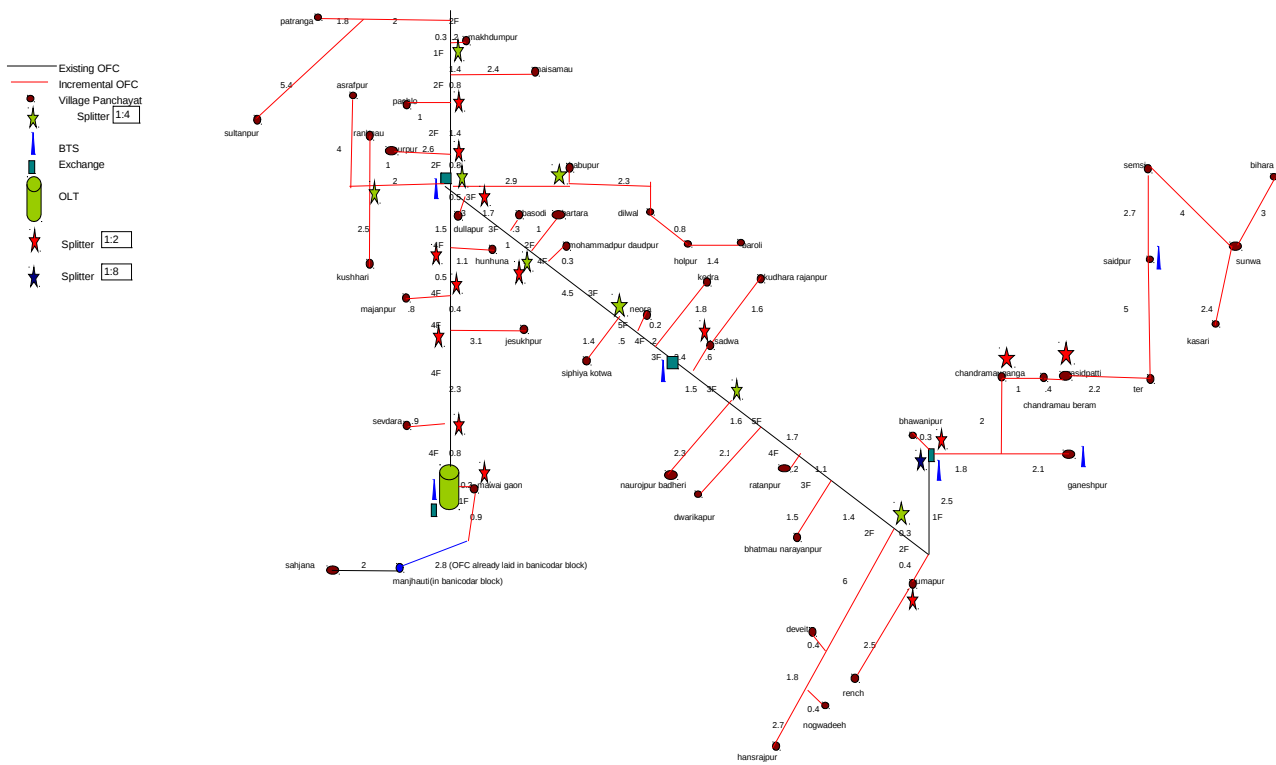 Existing OFC
Incremental OFC
Village Panchayat
Splitter 1:4
BTS
Exchange
OLT
Splitter 1:2
Splitter 1:8
patranga 1.8 2 2F
0.3 .2 makhdumpur
1F
1.4 2.4
5.4 2F 0.8
asrafpur
1
sultanpur 2F 1.4
4 2.6
1 2F 0.8
2 2.9 2.3
semsi bihara
0.5 3F 1.7 basodi dilwal 2.7 4 3
dullapur 3F .3 1
2.5 1.5 4F 1 2F mohammadpur daudpur 0.8
hunhuna 1.1 4F 0.3 holpur 1.4
saidpur sunwa
kushhari 0.5 kudhara rajanpur
4F 4.5 3F
majanpur .8 0.4 1.8 1.6 5 2.4
neora
4F 5F 0.2
3.1 jesukhpur 1.4 .5 4F .2 sadwa kasari
3F .6
4F siphiya kotwa
2.3 1.5 3F
chandramau beram
1 .4 2.2 ter
sevdara .9 1.6 5F 2 bhawanipur
1.7 0.3
4F 0.8 2.3 4F
1.1 1.8 2.1
mawai gaon naurojpur badheri ratanpur 3F ganeshpur
1F 2.5
0.9 dwarikapur 1.5 1.4 1F
2F 0.3
bhatmau narayanpur 2F
sahjana 2 2.8 (OFC already laid in banicodar block) 0.4
manjhauti(in banicodar block) 6 umapur
0.4 2.5
1.8
rench
0.4
2.7 nogwadeeh
hansrajpur